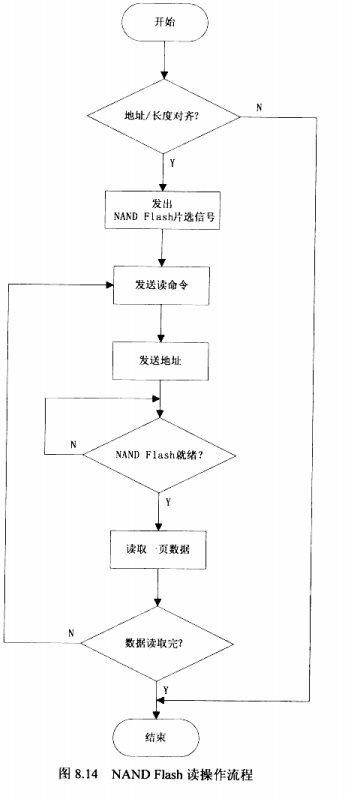 开始
地址/长度对齐?
N
Y
发出
NAND Flash片选信号
发送读命令
发送地址
NAND Flash就绪?
N
Y
读取一页数据
数据读取完?
N
Y
结束
图 8.14 NAND Flash 读操作流程